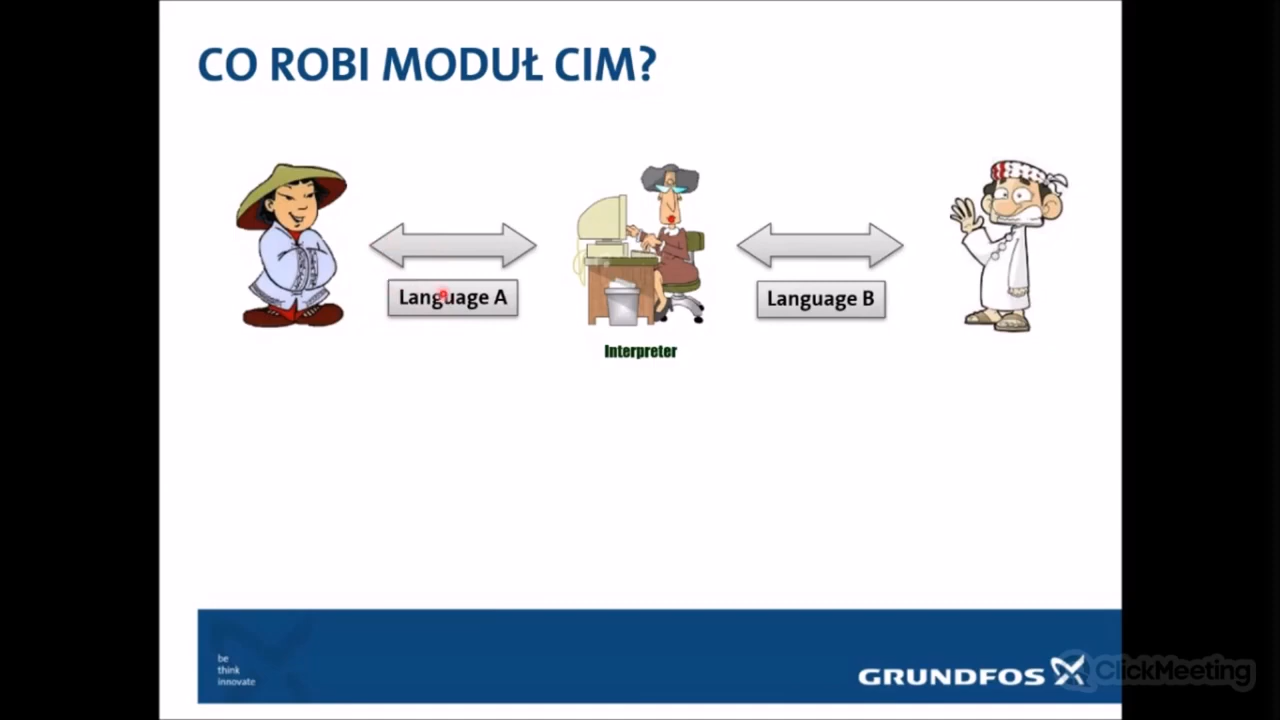 CO ROBI MODUŁ CIM?
Language A
Language B
Interpreter
be
think
innovate
GRUNDFOS
ClickMeeting